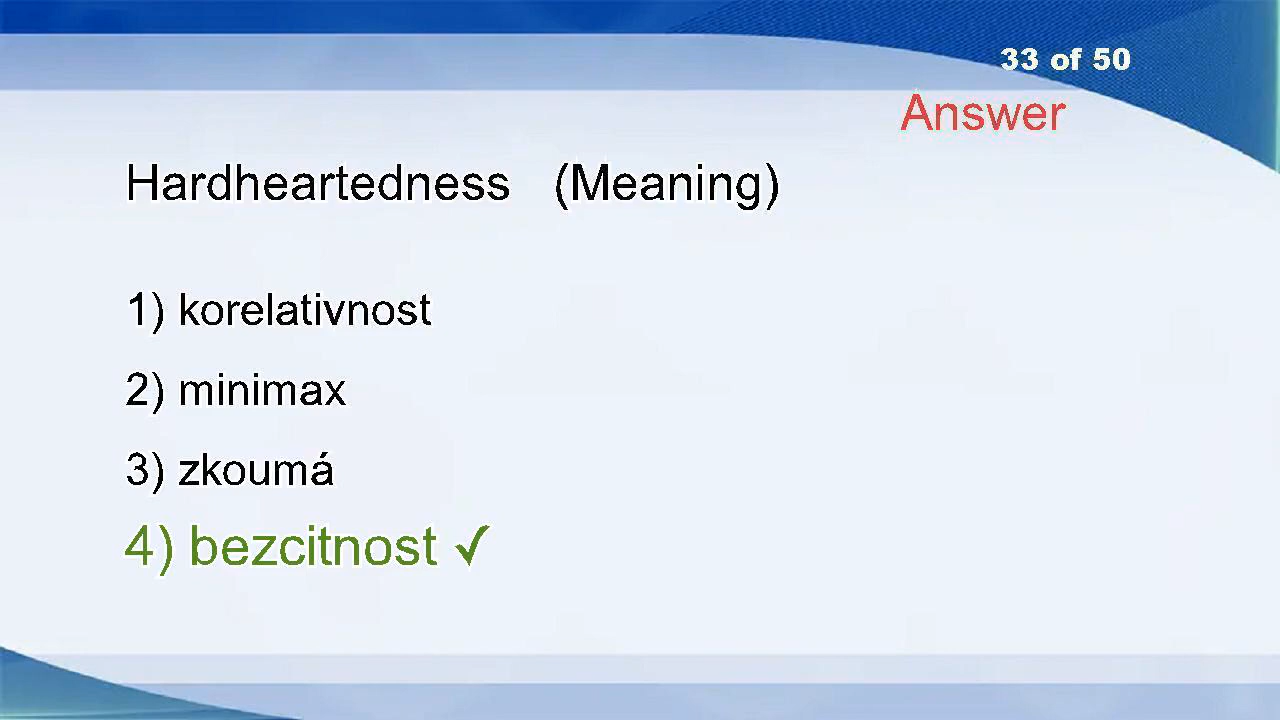 33 of 50
Answer
Hardheartedness (Meaning)
1) korelativnost
2) minimax
3) zkoumá
4) bezcitnost ✓